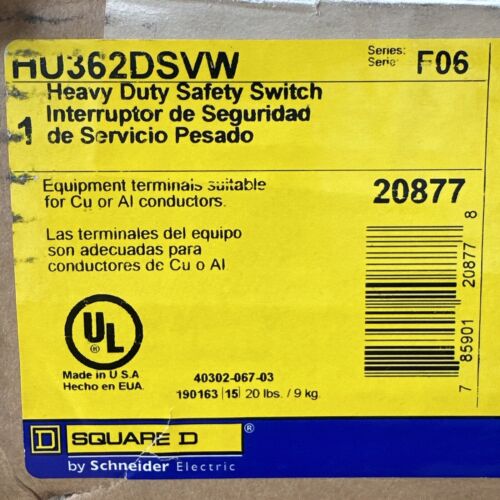 HU362DSVW
Series:
Serie:
F06
1
Heavy Duty Safety Switch
Interruptor de Seguridad
de Servicio Pesado
Equipment terminals suitable
for Cu or Al conductors.
20877
Las terminales del equipo
son adecuadas para
conductores de Cu o Al
7 85901 20877 8
UL
®
Made in U.S.A
Hecho en EUA.
40302-067-03
190163 |15| 20 lbs. / 9 kg.
D SQUARE D ®
by Schneider Electric